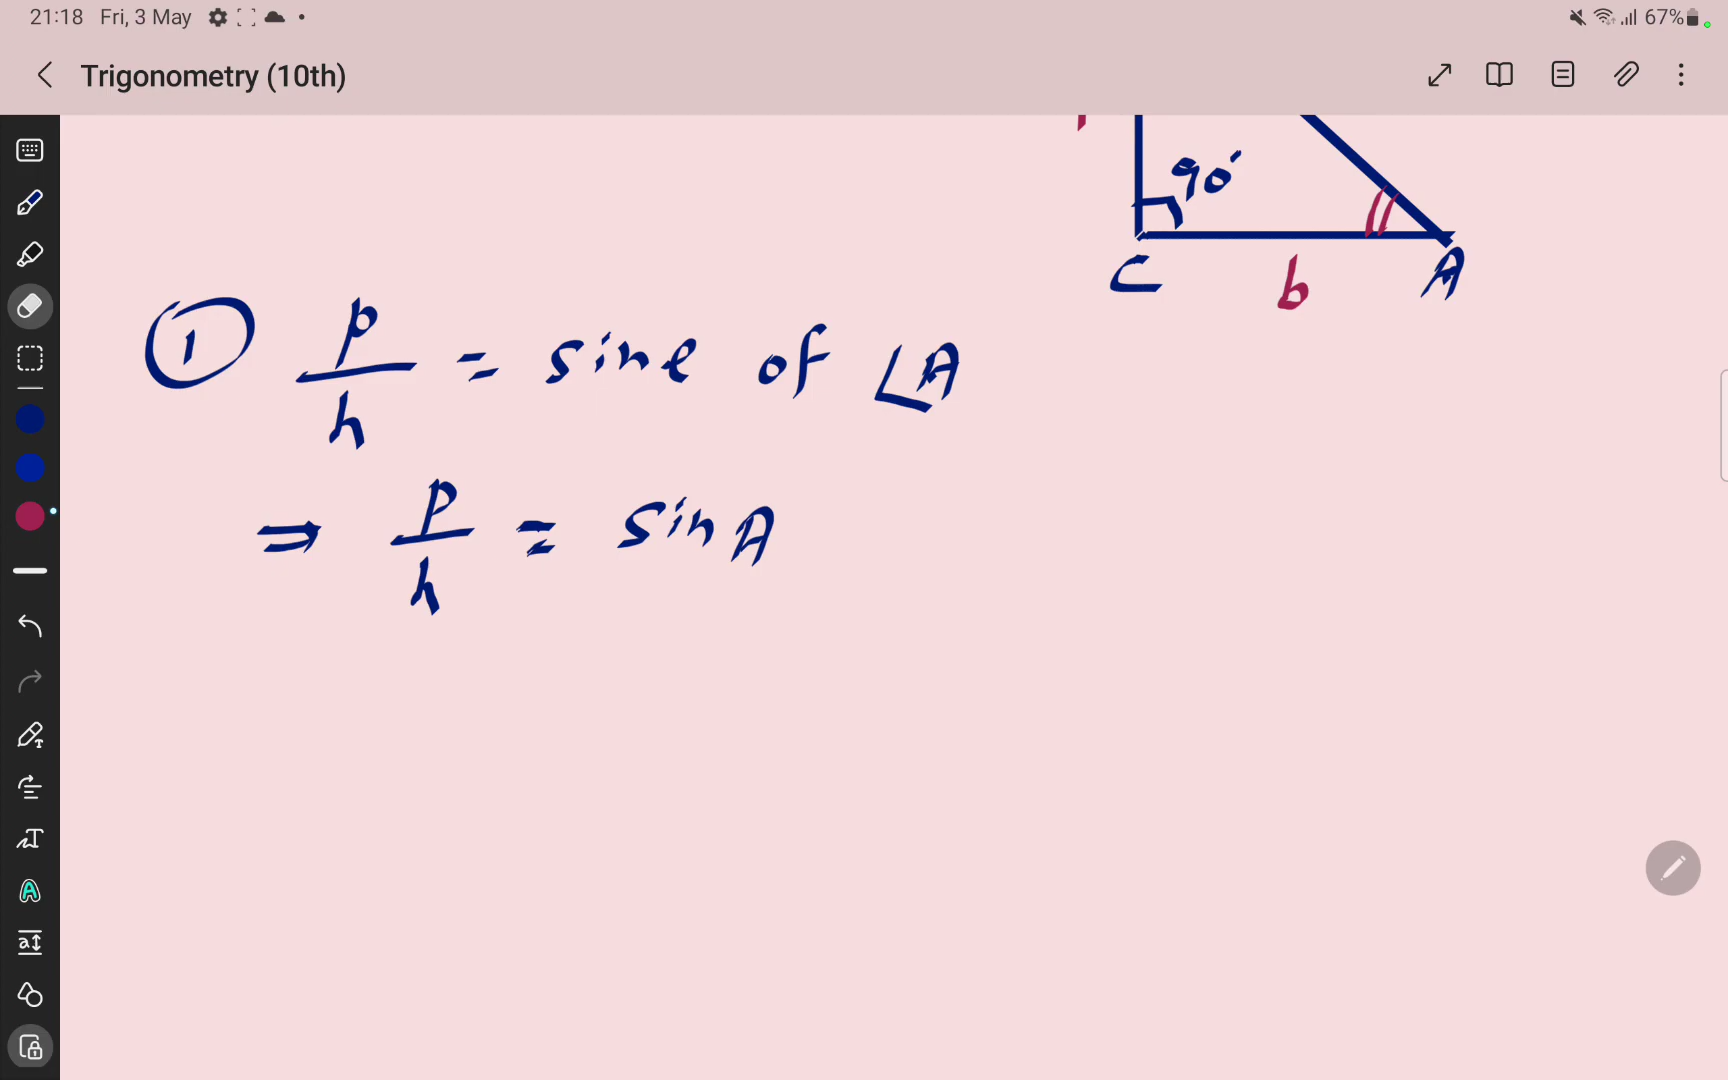 21:18 Fri, 3 May 67%
Trigonometry (10th)
90°
C b A
① p/h = sine of ∠A
⇒ p/h = sin A